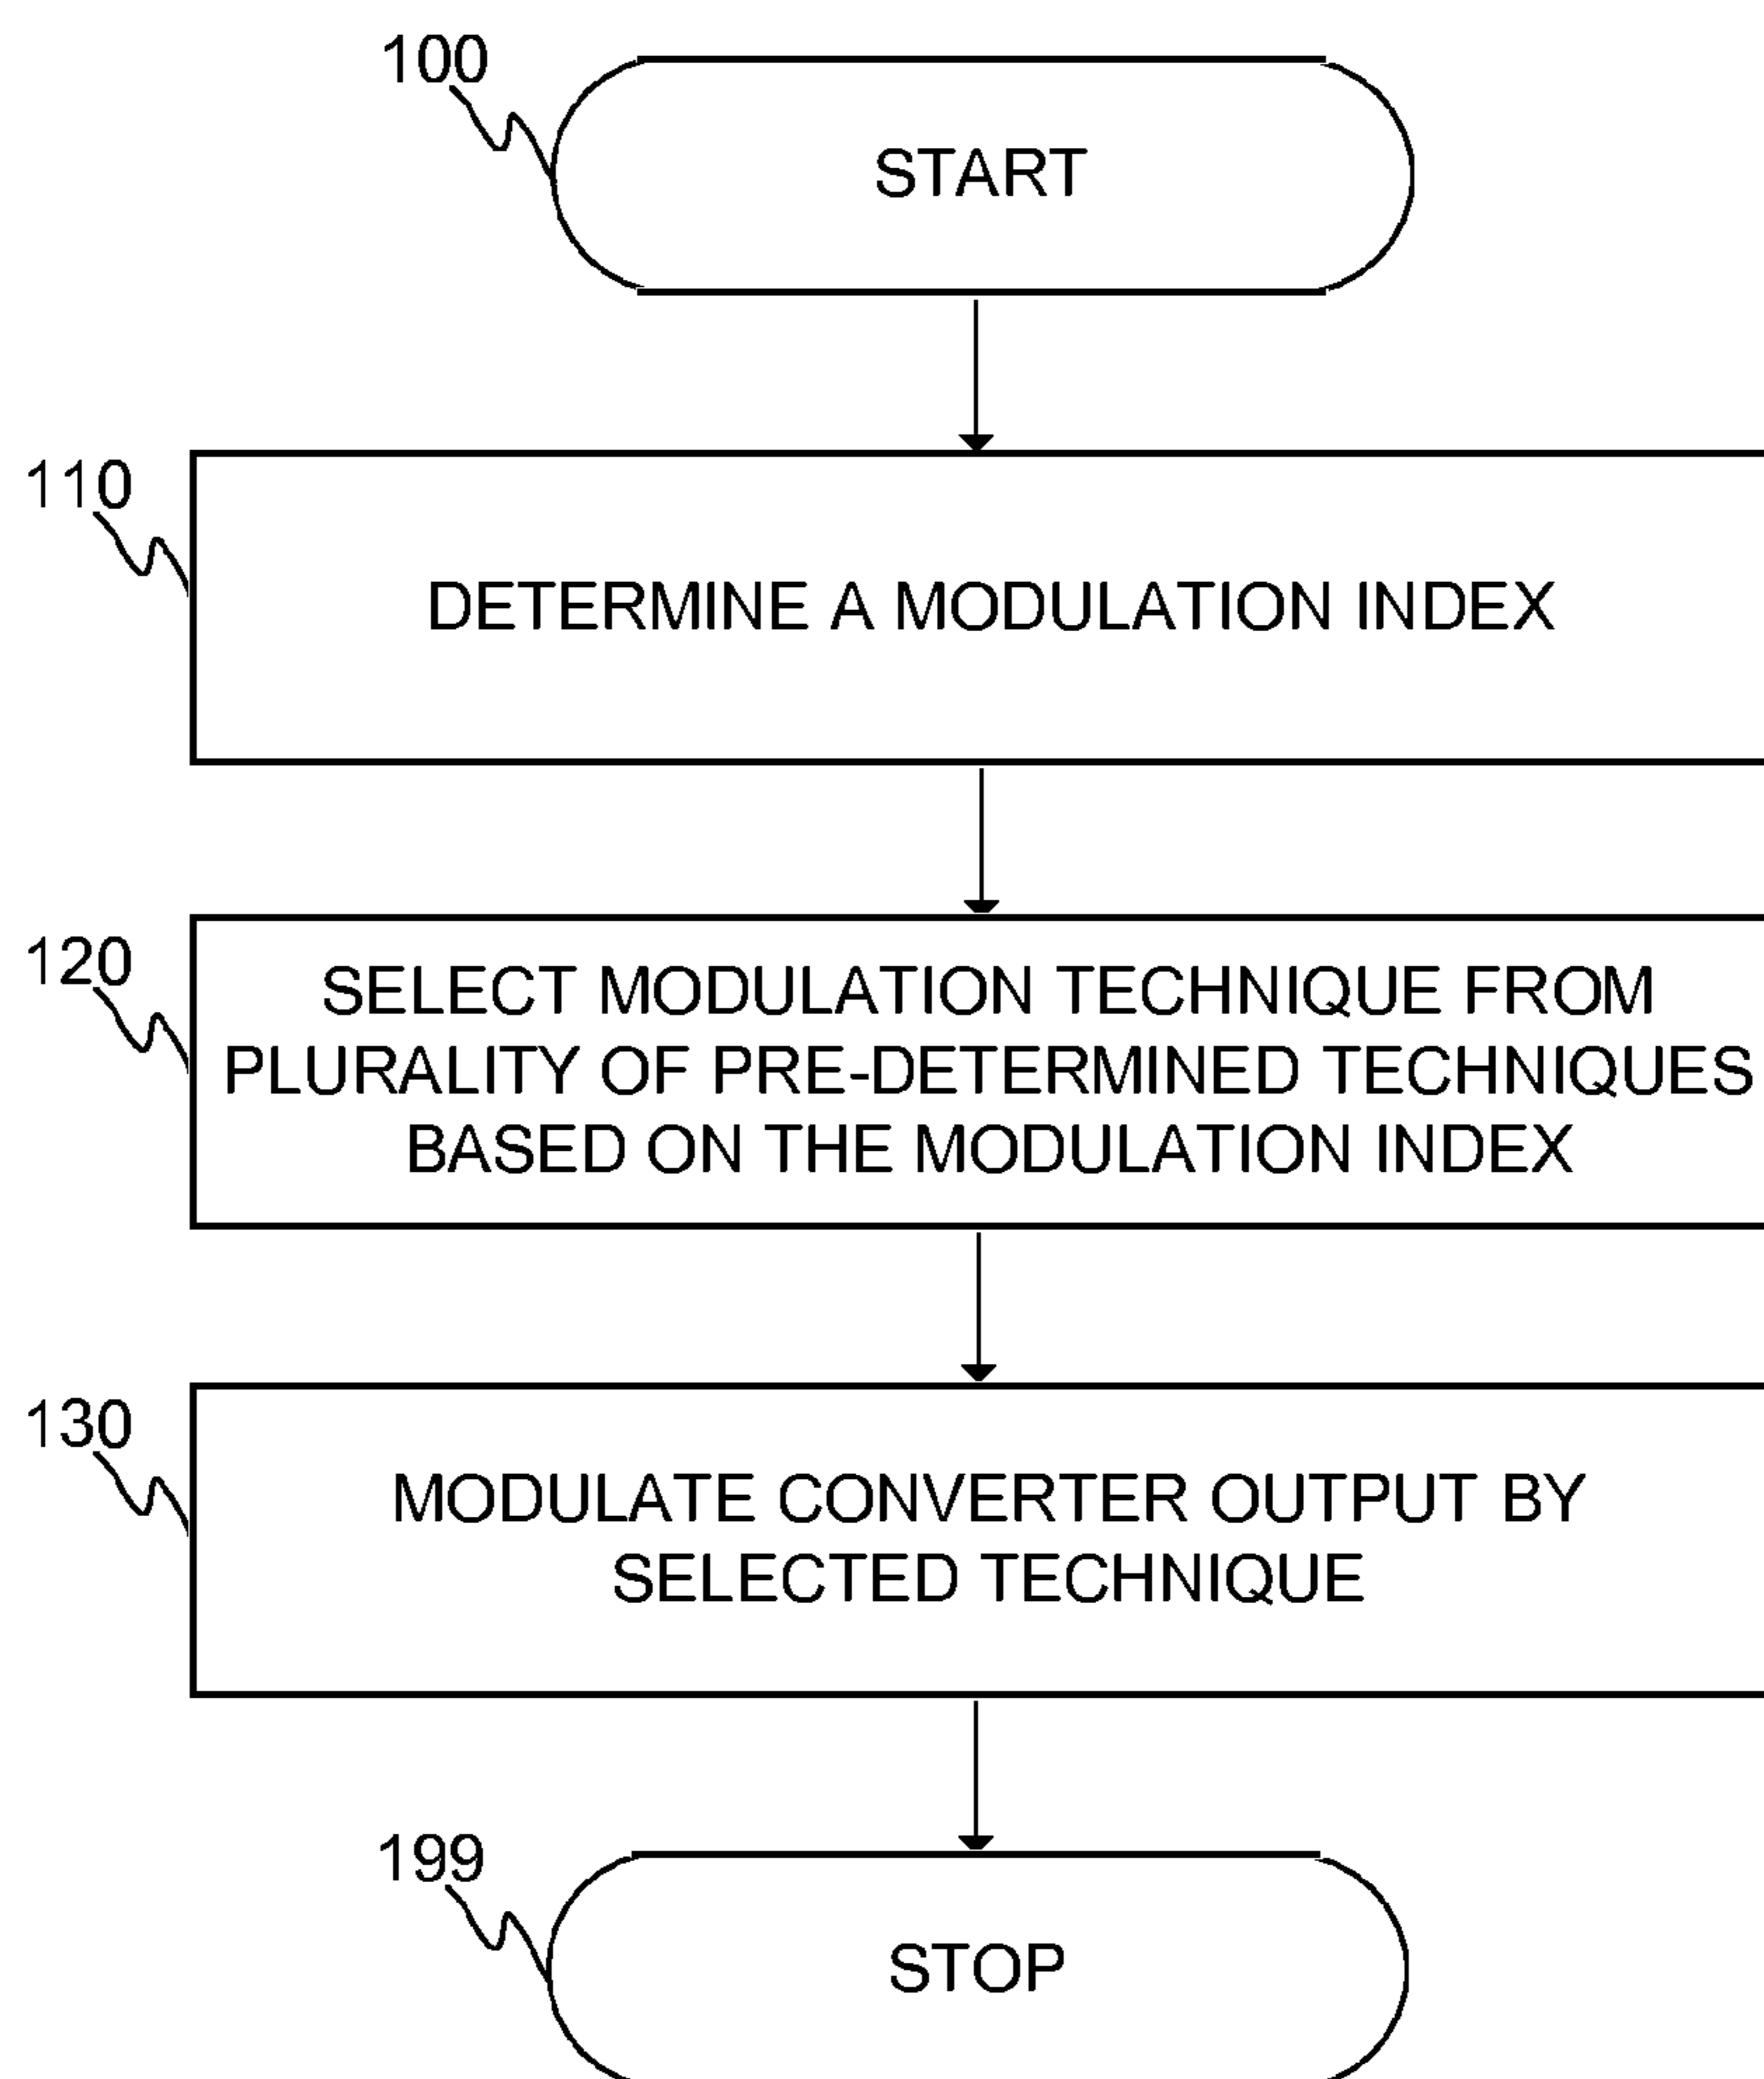 100
START
110
DETERMINE A MODULATION INDEX
120
SELECT MODULATION TECHNIQUE FROM
PLURALITY OF PRE-DETERMINED TECHNIQUES
BASED ON THE MODULATION INDEX
130
MODULATE CONVERTER OUTPUT BY
SELECTED TECHNIQUE
199
STOP